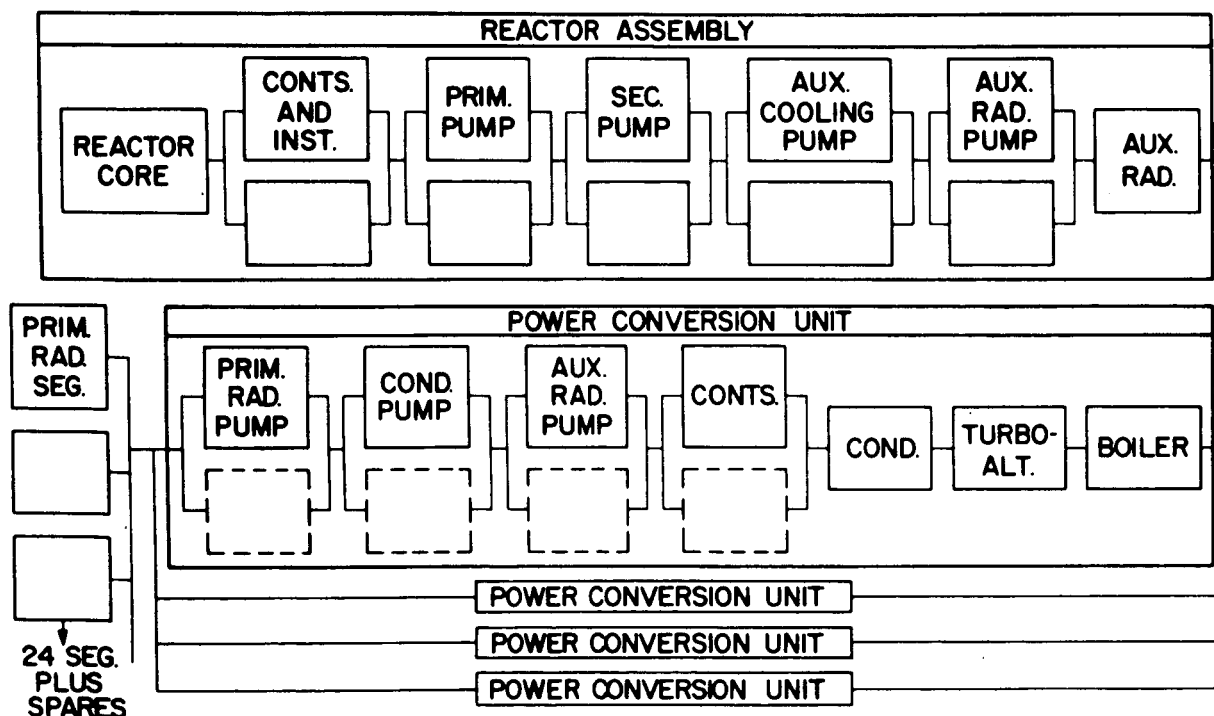 REACTOR ASSEMBLY
REACTOR
CORE
CONTS.
AND
INST.
PRIM.
PUMP
SEC.
PUMP
AUX.
COOLING
PUMP
AUX.
RAD.
PUMP
AUX.
RAD.
PRIM.
RAD.
SEG.
24 SEG.
PLUS
SPARES
POWER CONVERSION UNIT
PRIM.
RAD.
PUMP
COND.
PUMP
AUX.
RAD.
PUMP
CONTS.
COND.
TURBO-
ALT.
BOILER
POWER CONVERSION UNIT
POWER CONVERSION UNIT
POWER CONVERSION UNIT